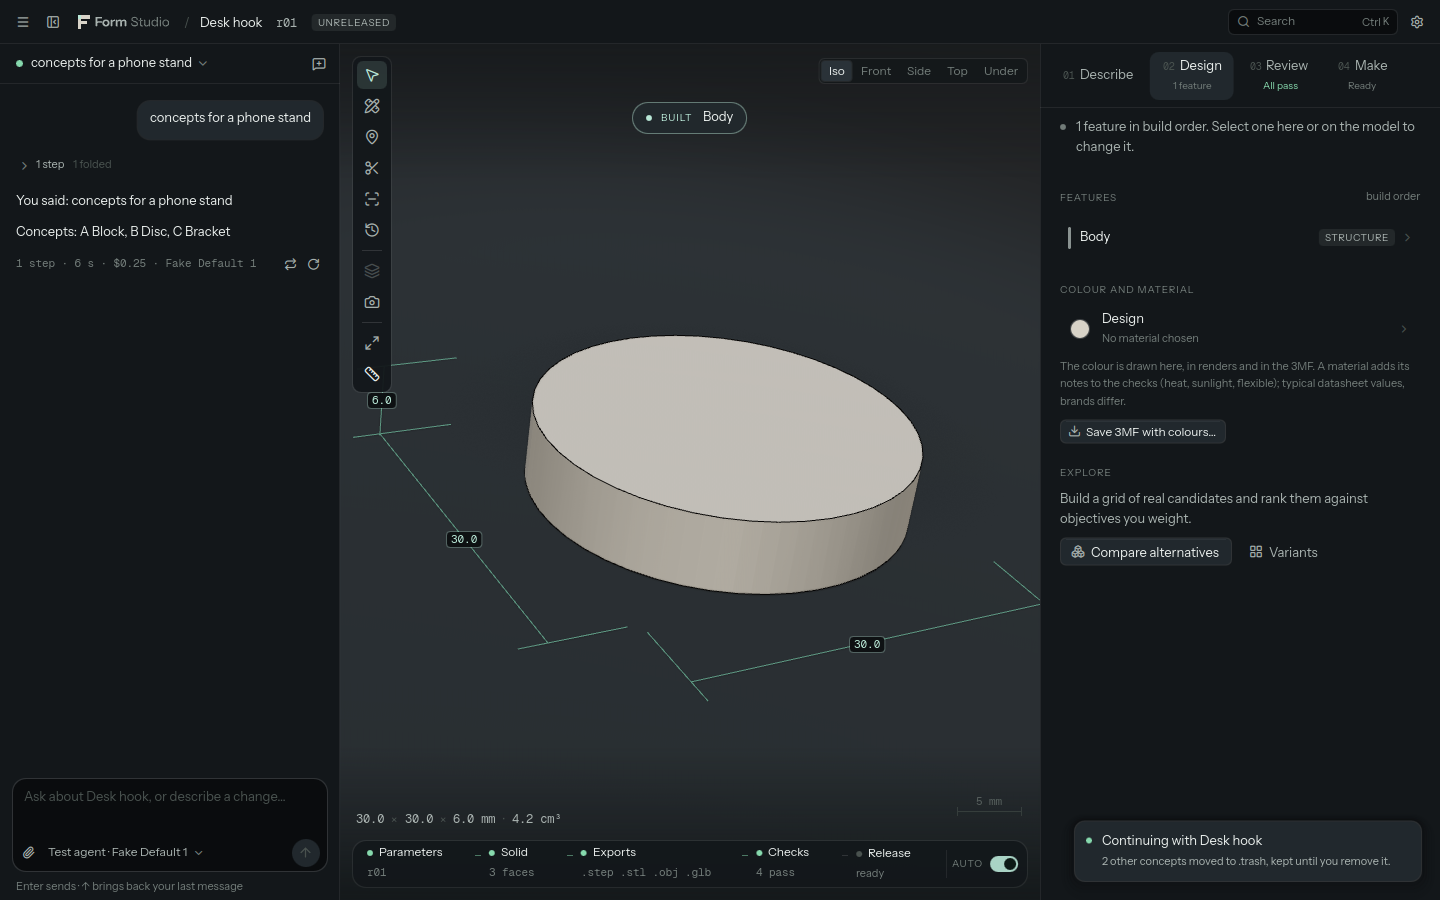 Form Studio / Desk hook r01 UNRELEASED
Search Ctrl K
concepts for a phone stand
concepts for a phone stand
1 step 1 folded
You said: concepts for a phone stand
Concepts: A Block, B Disc, C Bracket
1 step · 6 s · $0.25 · Fake Default 1
Ask about Desk hook, or describe a change…
Test agent · Fake Default 1
Enter sends · ↑ brings back your last message
Iso Front Side Top Under
BUILT Body
6.0
30.0
30.0
5 mm
30.0 × 30.0 × 6.0 mm · 4.2 cm³
Parameters
r01
Solid
3 faces
Exports
.step .stl .obj .glb
Checks
4 pass
Release
ready
AUTO
01 Describe
02 Design
1 feature
03 Review
All pass
04 Make
Ready
1 feature in build order. Select one here or on the model to
change it.
FEATURES build order
Body STRUCTURE
COLOUR AND MATERIAL
Design
No material chosen
The colour is drawn here, in renders and in the 3MF. A material adds its
notes to the checks (heat, sunlight, flexible); typical datasheet values,
brands differ.
Save 3MF with colours…
EXPLORE
Build a grid of real candidates and rank them against
objectives you weight.
Compare alternatives Variants
Continuing with Desk hook
2 other concepts moved to .trash, kept until you remove it.